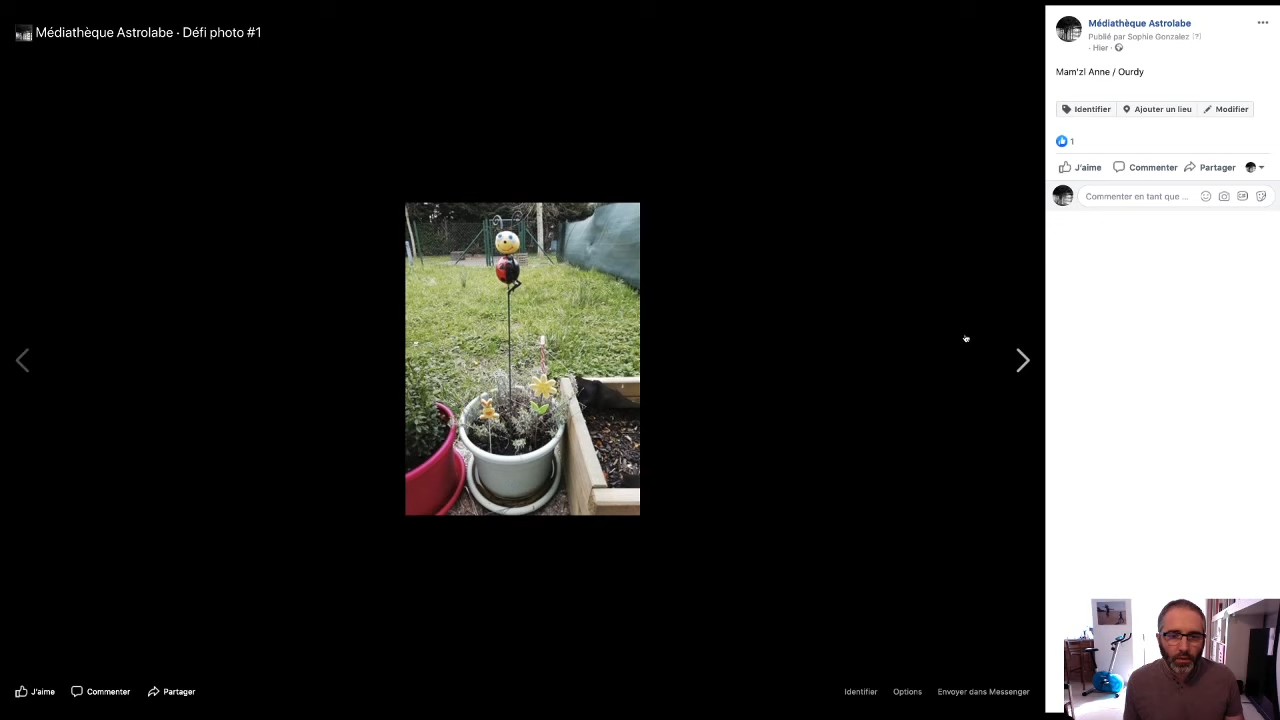 Médiathèque Astrolabe · Défi photo #1
Médiathèque Astrolabe
Publié par Sophie Gonzalez [?]
· Hier ·
Mam'zl Anne / Ourdy
Identifier
Ajouter un lieu
Modifier
1
J'aime
Commenter
Partager
Commenter en tant que ...
J'aime
Commenter
Partager
Identifier
Options
Envoyer dans Messenger